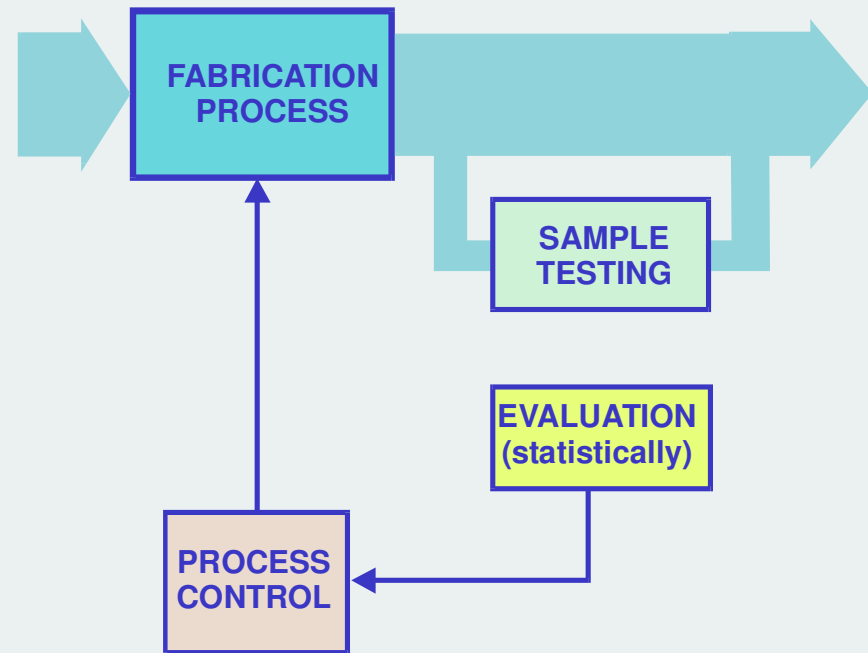 FABRICATION
PROCESS
SAMPLE
TESTING
EVALUATION
(statistically)
PROCESS
CONTROL